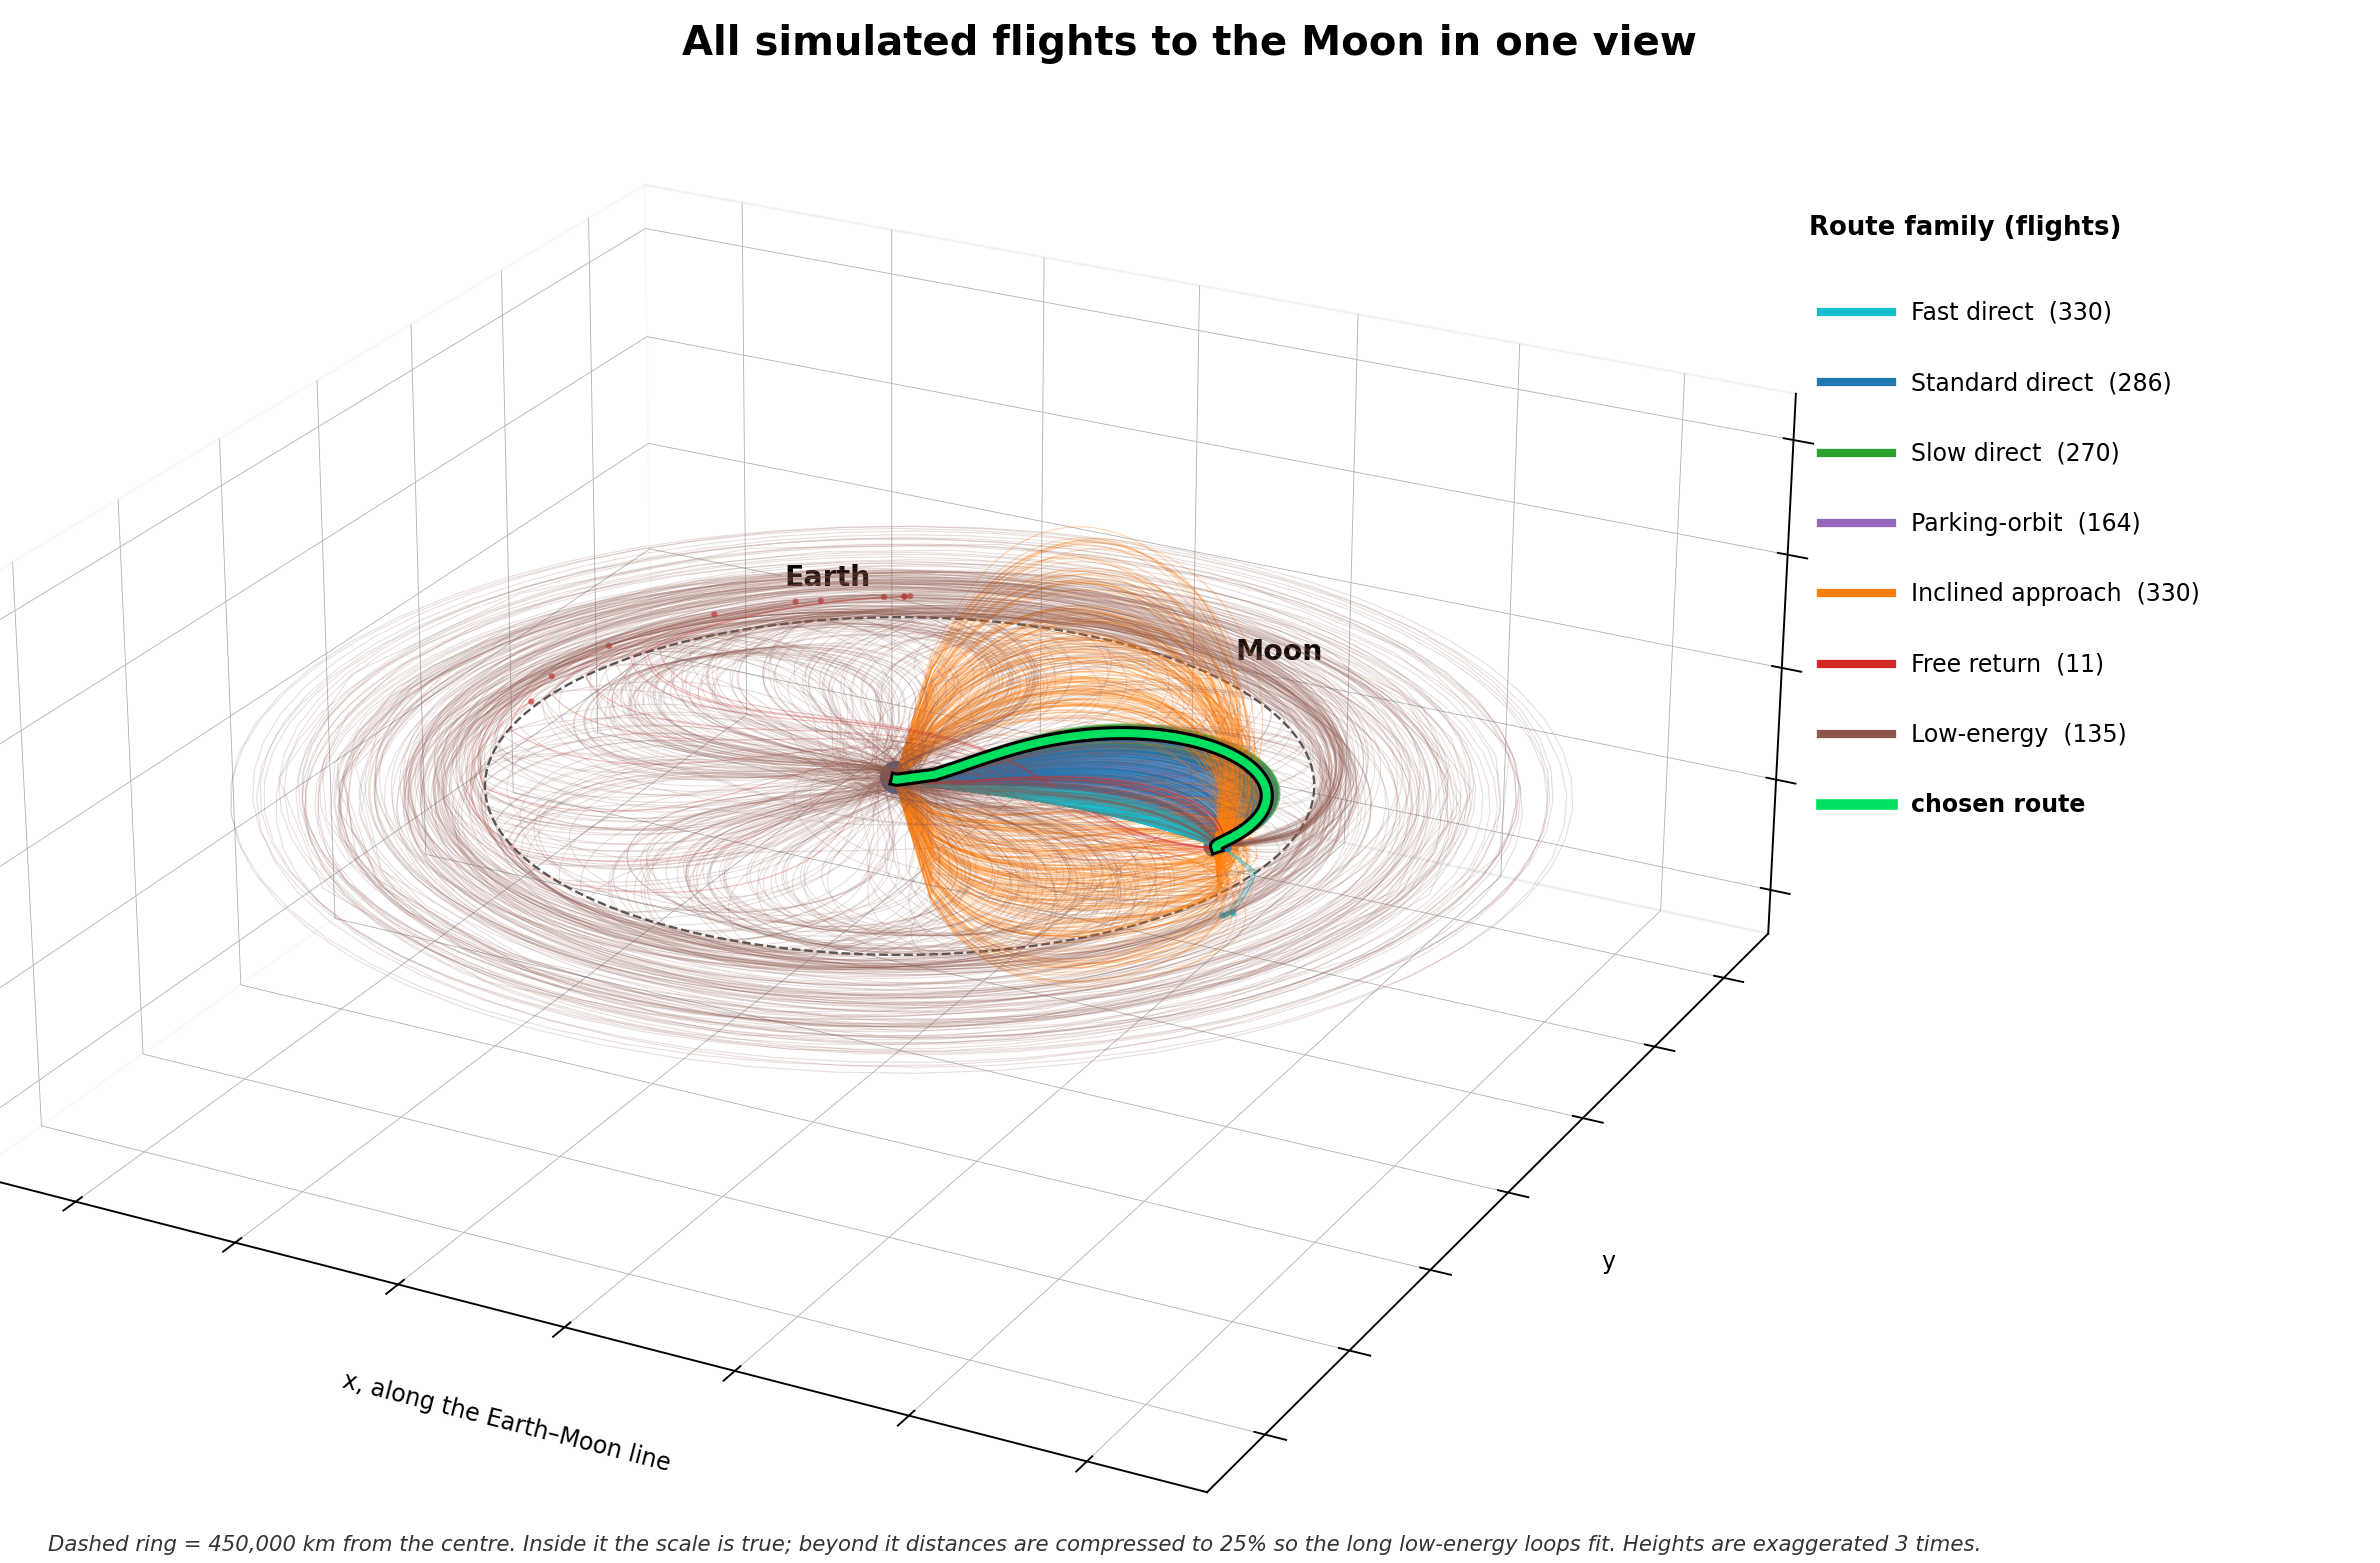 All simulated flights to the Moon in one view
Route family (flights)
Fast direct (330)
Standard direct (286)
Slow direct (270)
Parking-orbit (164)
Inclined approach (330)
Free return (11)
Low-energy (135)
chosen route
Earth
Moon
y
x, along the Earth–Moon line
Dashed ring = 450,000 km from the centre. Inside it the scale is true; beyond it distances are compressed to 25% so the long low-energy loops fit. Heights are exaggerated 3 times.